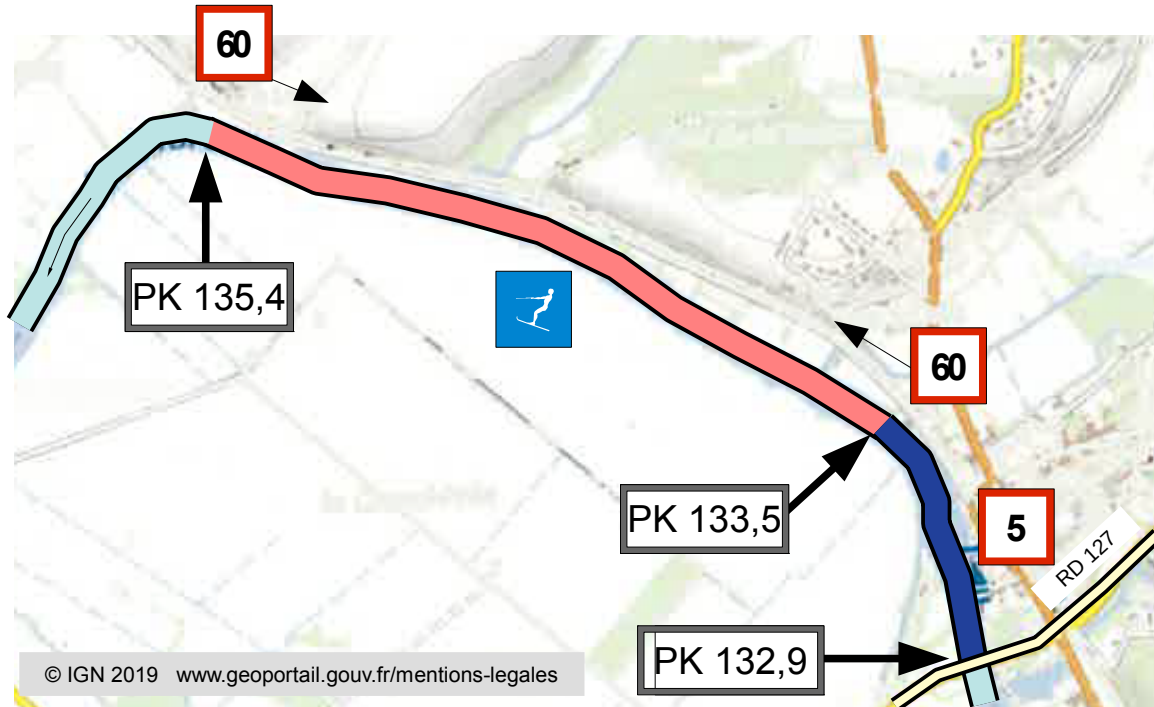 60
PK 135,4
60
PK 133,5
5
RD 127
PK 132,9
© IGN 2019 www.geoportail.gouv.fr/mentions-legales